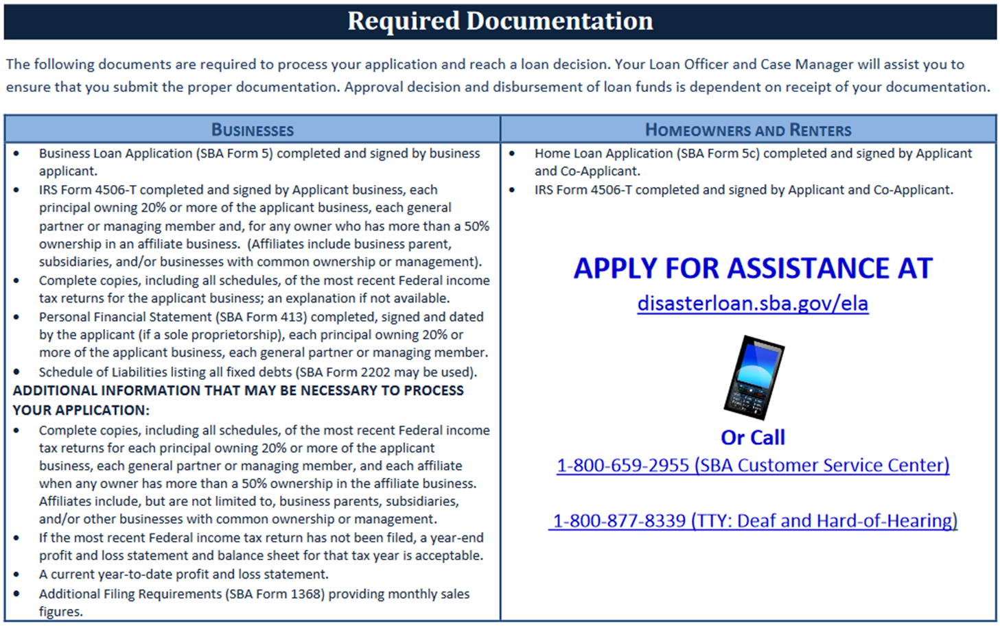 Required Documentation
The following documents are required to process your application and reach a loan decision. Your Loan Officer and Case Manager will assist you to
ensure that you submit the proper documentation. Approval decision and disbursement of loan funds is dependent on receipt of your documentation.
BUSINESSES
• Business Loan Application (SBA Form 5) completed and signed by business
applicant.
• IRS Form 4506-T completed and signed by Applicant business, each
principal owning 20% or more of the applicant business, each general
partner or managing member and, for any owner who has more than a 50%
ownership in an affiliate business. (Affiliates include business parent,
subsidiaries, and/or businesses with common ownership or management).
• Complete copies, including all schedules, of the most recent Federal income
tax returns for the applicant business; an explanation if not available.
• Personal Financial Statement (SBA Form 413) completed, signed and dated
by the applicant (if a sole proprietorship), each principal owning 20% or
more of the applicant business, each general partner or managing member.
• Schedule of Liabilities listing all fixed debts (SBA Form 2202 may be used).
ADDITIONAL INFORMATION THAT MAY BE NECESSARY TO PROCESS
YOUR APPLICATION:
• Complete copies, including all schedules, of the most recent Federal income
tax returns for each principal owning 20% or more of the applicant
business, each general partner or managing member, and each affiliate
when any owner has more than a 50% ownership in the affiliate business.
Affiliates include, but are not limited to, business parents, subsidiaries,
and/or other businesses with common ownership or management.
• If the most recent Federal income tax return has not been filed, a year-end
profit and loss statement and balance sheet for that tax year is acceptable.
• A current year-to-date profit and loss statement.
• Additional Filing Requirements (SBA Form 1368) providing monthly sales
figures.
HOMEOWNERS AND RENTERS
• Home Loan Application (SBA Form 5c) completed and signed by Applicant
and Co-Applicant.
• IRS Form 4506-T completed and signed by Applicant and Co-Applicant.
APPLY FOR ASSISTANCE AT
disasterloan.sba.gov/ela
Or Call
1-800-659-2955 (SBA Customer Service Center)
1-800-877-8339 (TTY: Deaf and Hard-of-Hearing)